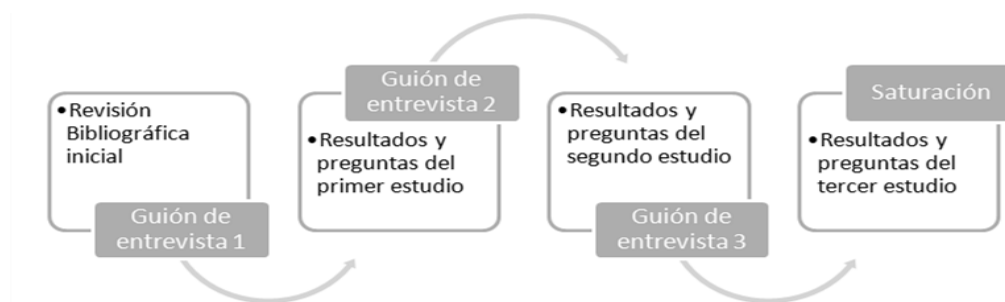 •Revisión
Bibliográfica
inicial
Guión de
entrevista 1
Guión de
entrevista 2
•Resultados y
preguntas del
primer estudio
•Resultados y
preguntas del
segundo estudio
Guión de
entrevista 3
Saturación
•Resultados y
preguntas del
tercer estudio